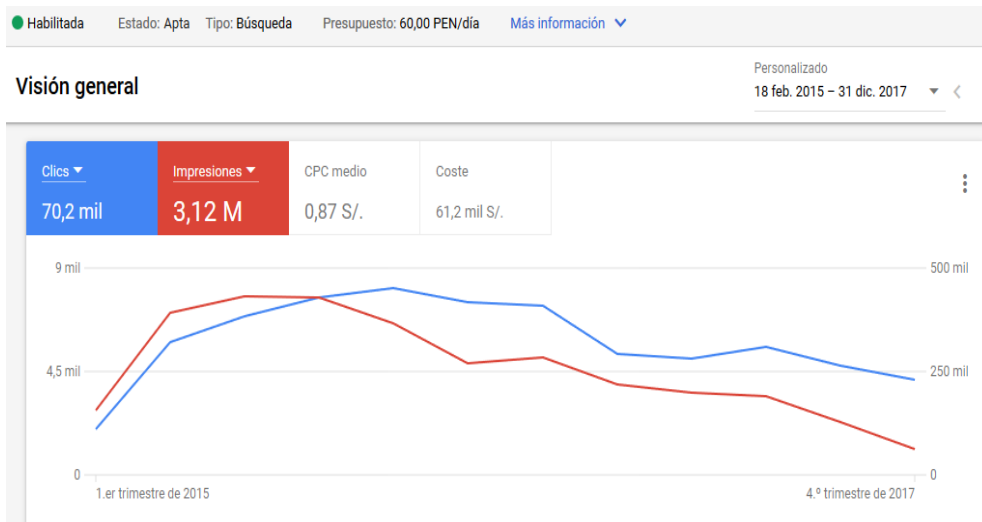 Habilitada Estado: Apta Tipo: Búsqueda Presupuesto: 60,00 PEN/día Más información
Visión general
Personalizado
18 feb. 2015 – 31 dic. 2017
Clics Impresiones CPC medio Coste
70,2 mil 3,12 M 0,87 S/. 61,2 mil S/.
9 mil 500 mil
4,5 mil 250 mil
0 0
1.er trimestre de 2015 4.º trimestre de 2017